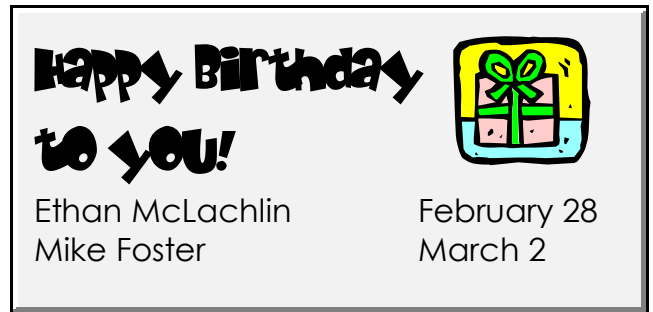 Happy Birthday
to you!
Ethan McLachlin February 28
Mike Foster March 2